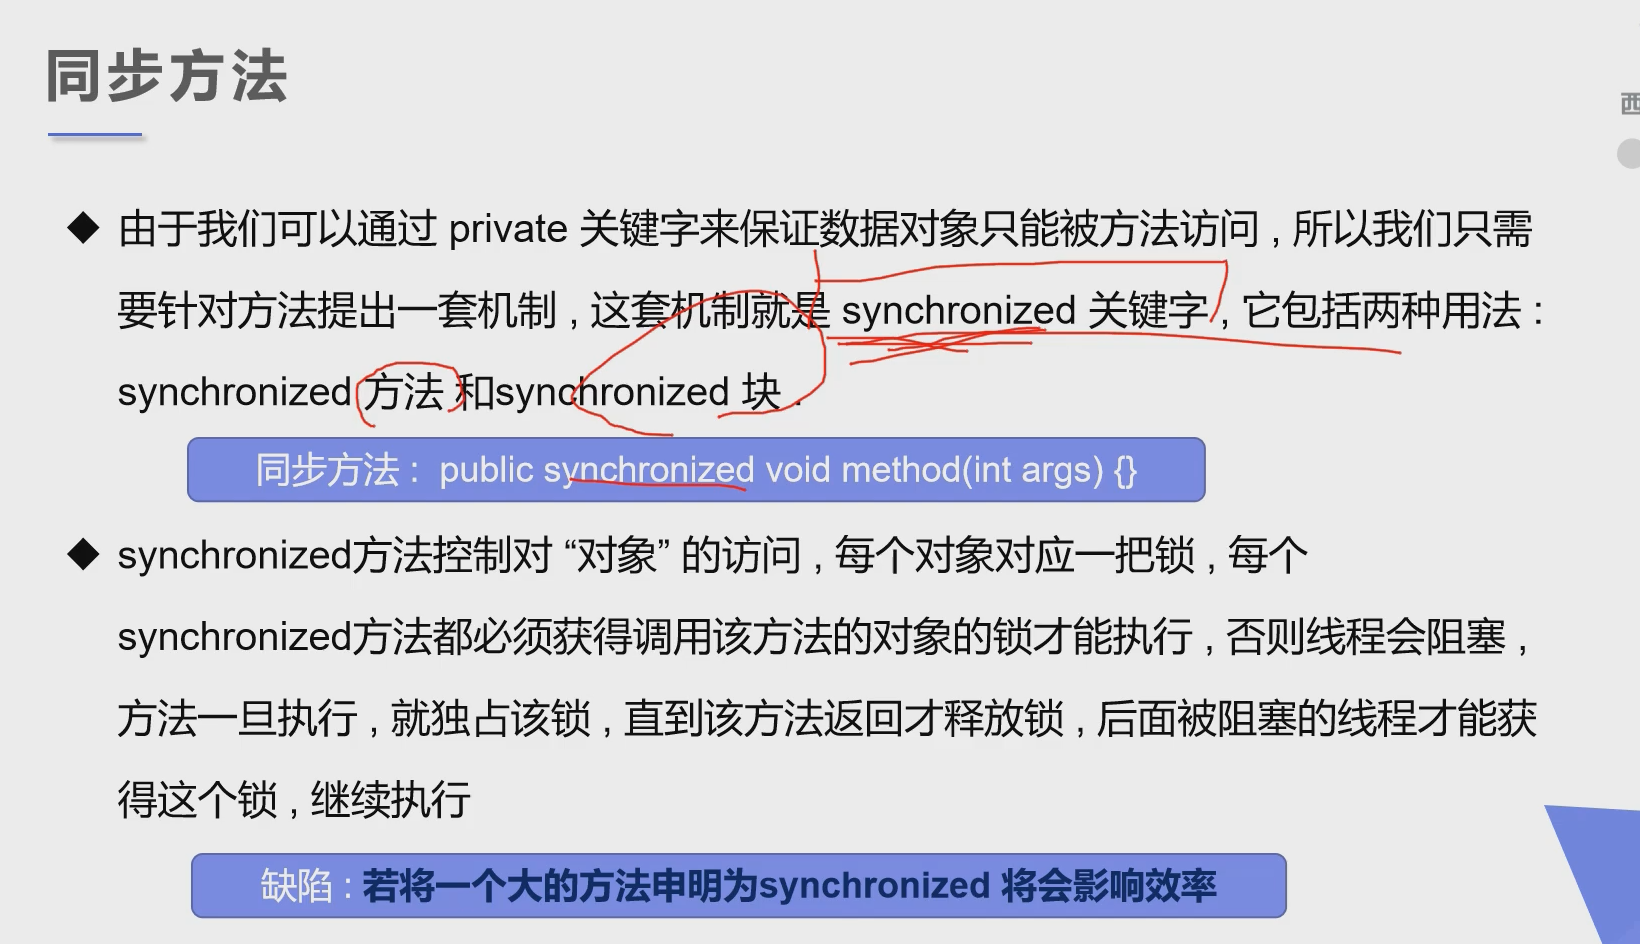 同步方法
西
由于我们可以通过 private 关键字来保证数据对象只能被方法访问 , 所以我们只需
要针对方法提出一套机制 , 这套机制就是 synchronized 关键字 , 它包括两种用法 :
synchronized 方法 和synchronized 块 .
同步方法 : public synchronized void method(int args) {}
synchronized方法控制对 “对象” 的访问 , 每个对象对应一把锁 , 每个
synchronized方法都必须获得调用该方法的对象的锁才能执行 , 否则线程会阻塞 ,
方法一旦执行 , 就独占该锁 , 直到该方法返回才释放锁 , 后面被阻塞的线程才能获
得这个锁 , 继续执行
缺陷 : 若将一个大的方法申明为synchronized 将会影响效率